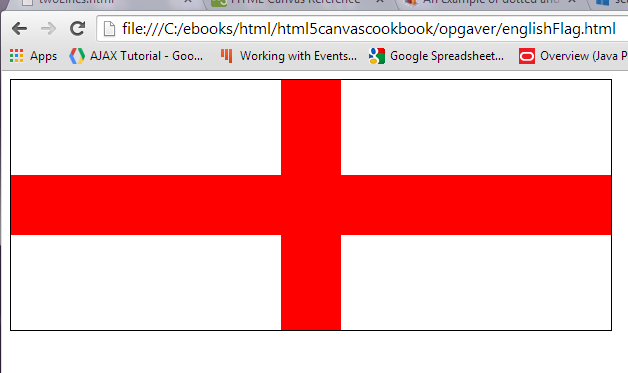 twoLines.html HTML Canvas Reference An example of dotted and
file:///C:/ebooks/html/html5canvascookbook/opgaver/englishFlag.html
Apps AJAX Tutorial - Goo... Working with Events... Google Spreadsheet... Overview (Java P